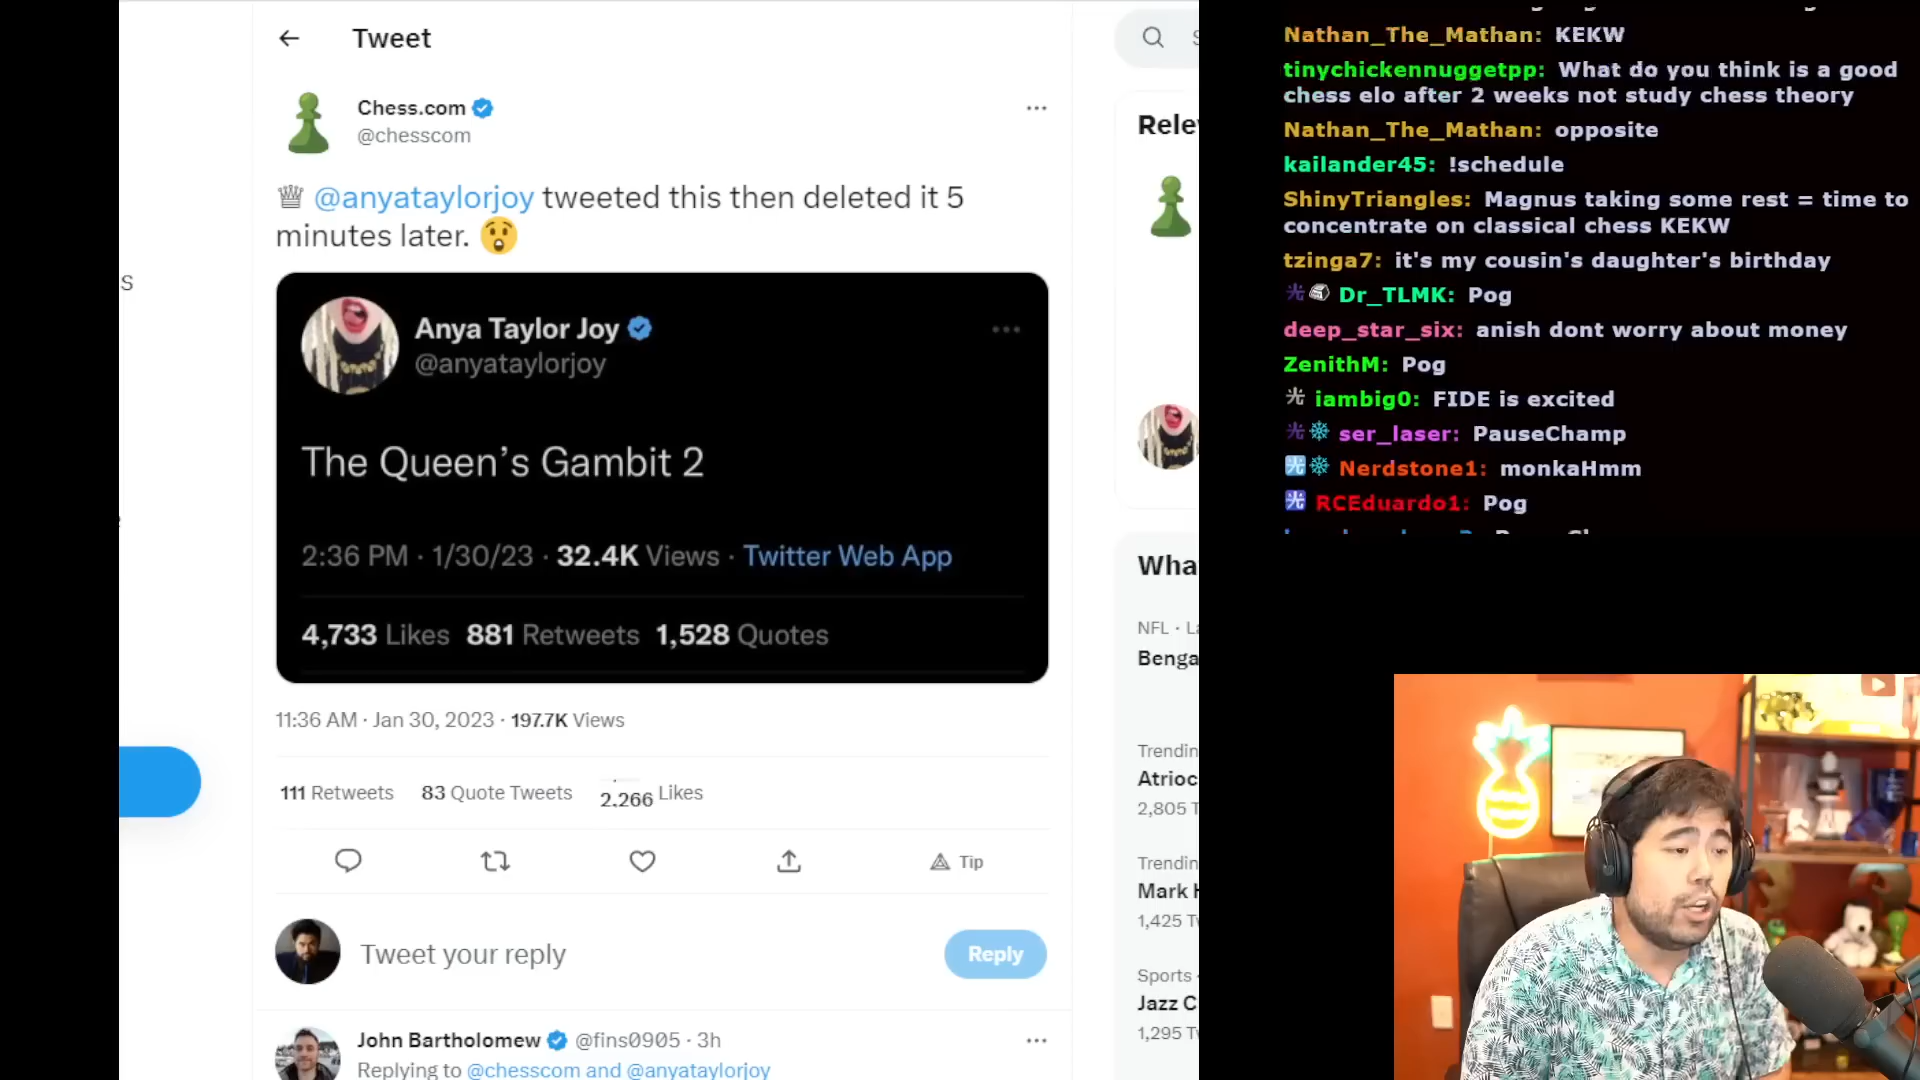 Tweet
Chess.com
@chesscom
@anyataylorjoy tweeted this then deleted it 5
minutes later.
Anya Taylor Joy
@anyataylorjoy
The Queen’s Gambit 2
2:36 PM · 1/30/23 · 32.4K Views · Twitter Web App
4,733 Likes 881 Retweets 1,528 Quotes
11:36 AM · Jan 30, 2023 · 197.7K Views
111 Retweets 83 Quote Tweets 2,266 Likes
Tip
Tweet your reply
Reply
John Bartholomew @fins0905 · 3h
Replying to @chesscom and @anyataylorjoy
s
Rele
Wha
NFL · La
Benga
Trendin
Atrioc
2,805 T
Trendin
Mark H
1,425 Tw
Sports ·
Jazz C
1,295 Tw
Nathan_The_Mathan: KEKW
tinychickennuggetpp: What do you think is a good
chess elo after 2 weeks not study chess theory
Nathan_The_Mathan: opposite
kailander45: !schedule
ShinyTriangles: Magnus taking some rest = time to
concentrate on classical chess KEKW
tzinga7: it's my cousin's daughter's birthday
Dr_TLMK: Pog
deep_star_six: anish dont worry about money
ZenithM: Pog
iambig0: FIDE is excited
ser_laser: PauseChamp
Nerdstone1: monkaHmm
RCEduardo1: Pog